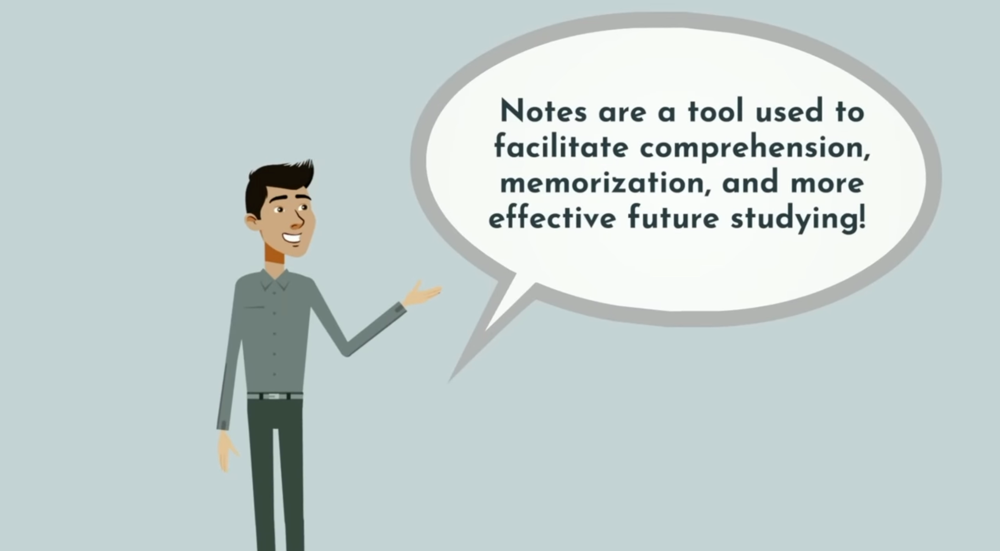 Notes are a tool used to
facilitate comprehension,
memorization, and more
effective future studying!